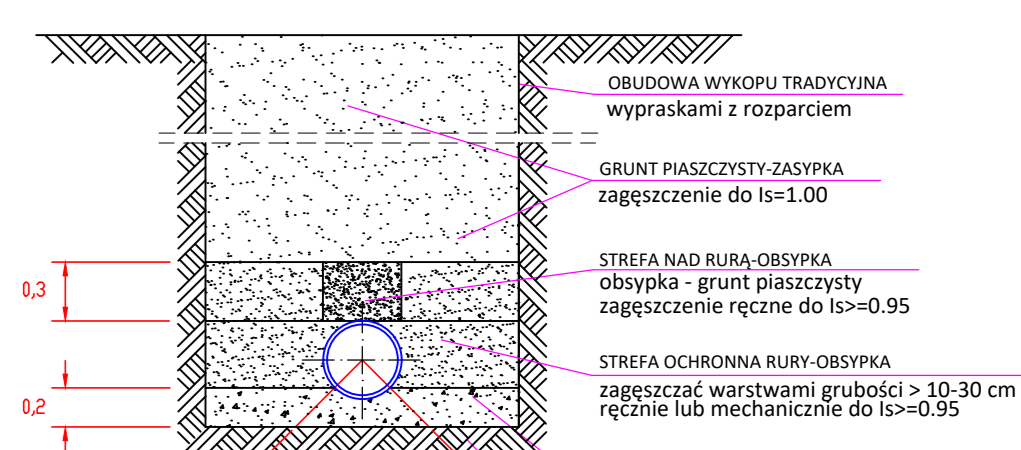 OBUDOWA WYKOPU TRADYCYJNA
wypraskami z rozparciem
GRUNT PIASZCZYSTY-ZASYPKA
zagęszczenie do Is=1.00
STREFA NAD RURĄ-OBSYPKA
obsypka - grunt piaszczysty
zagęszczenie ręczne do Is>=0.95
0,3
STREFA OCHRONNA RURY-OBSYPKA
zagęszczać warstwami grubości > 10-30 cm
ręcznie lub mechanicznie do Is>=0.95
0,2